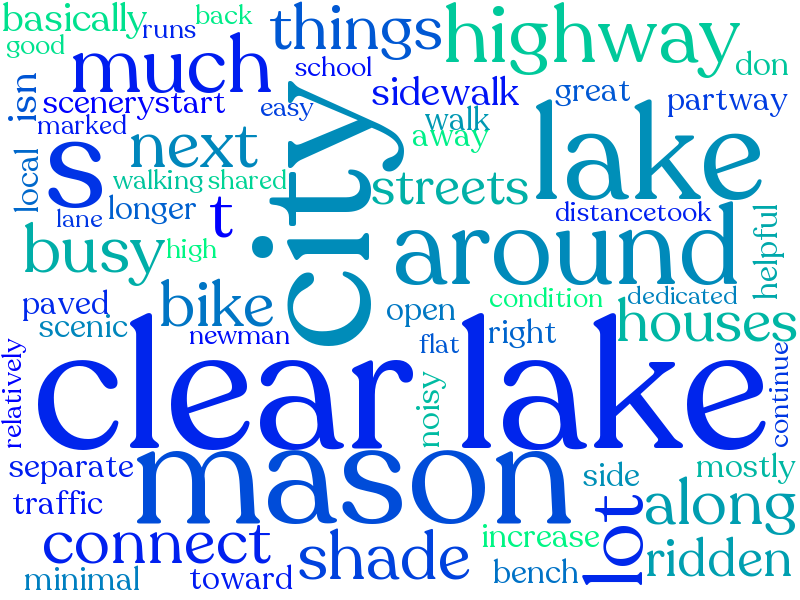 basically
runs
back
things
highway
good
much
school
don
isn
scenerystart
easy
sidewalk
great
partway
marked
city
walk
lake
s
next
away
local
walking shared
streets
lane
longer
t
distancetook
busy
high
around
helpful
paved
bike
open
condition
dedicated
scenic
newman
flat
right
houses
relatively
clear lake
noisy
continue
separate
mason
side
mostly
traffic
lot
along
connect
shade
increase
ridden
minimal
toward
bench